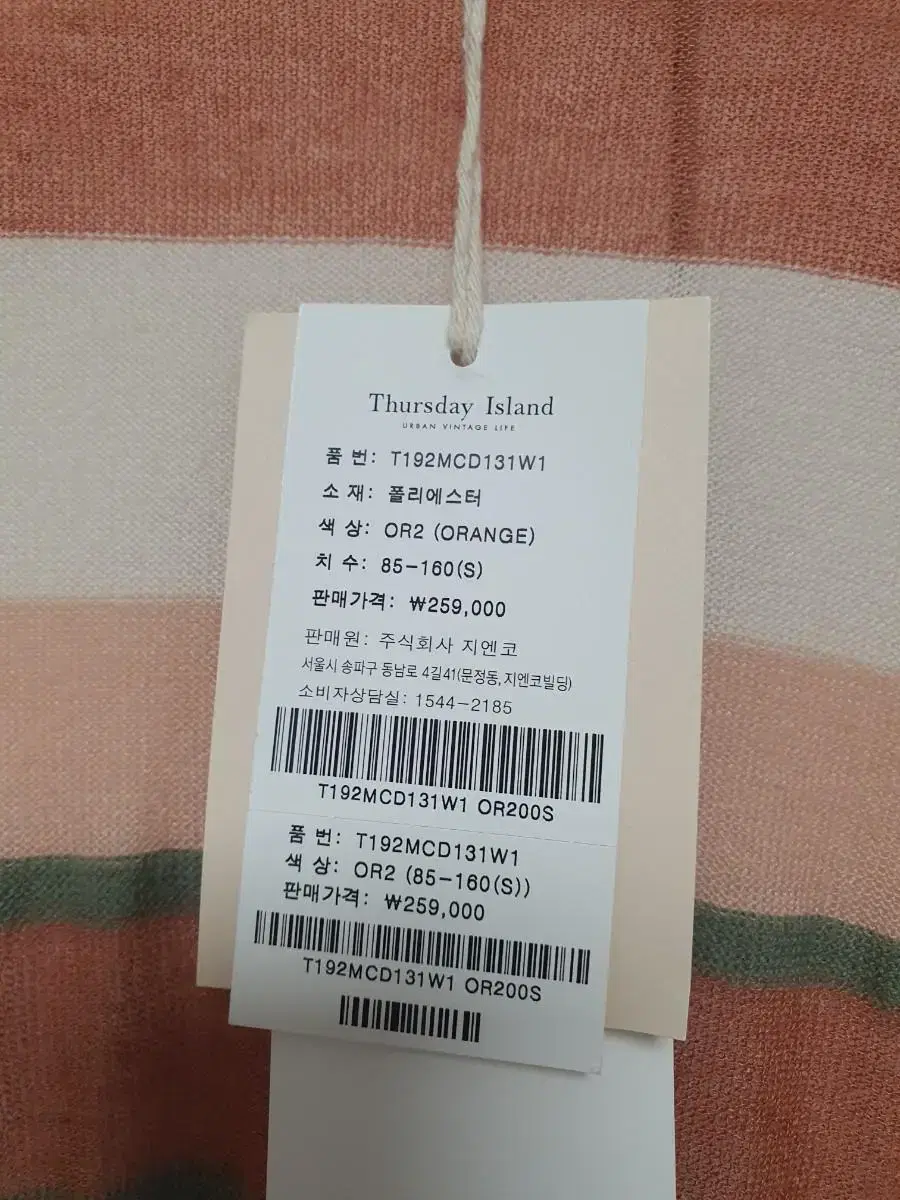 Thursday Island
URBAN VINTAGE LIFE
품 번: T192MCD131W1
소 재: 폴리에스터
색 상: OR2 (ORANGE)
치 수: 85-160(S)
판매가격: ₩259,000
판매원: 주식회사 지엔코
서울시 송파구 동남로 4길41(문정동,지엔코빌딩)
소비자상담실: 1544-2185
T192MCD131W1 OR200S
품 번: T192MCD131W1
색 상: OR2 (85-160(S))
판매가격: ₩259,000
T192MCD131W1 OR200S